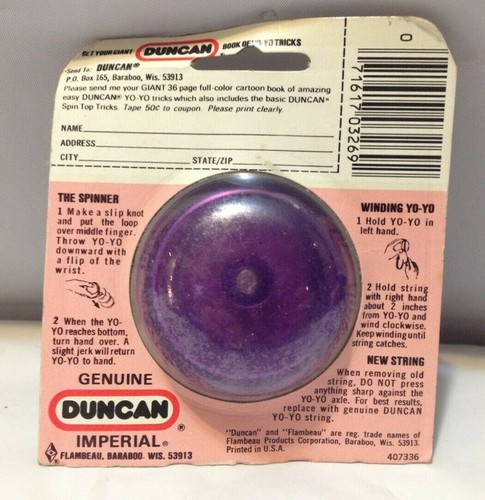 GET YOUR GIANT DUNCAN® BOOK OF YO-YO TRICKS
Send To: DUNCAN®
P.O. Box 165, Baraboo, Wis. 53913
Please send me your GIANT 36 page full-color cartoon book of amazing
easy DUNCAN® YO-YO tricks which also includes the basic DUNCAN®
Spin Top Tricks. Tape 50c to coupon. Please print clearly.
NAME
ADDRESS
CITY STATE/ZIP
0
71617-03269
THE SPINNER
1 Make a slip knot
and put the loop
over middle finger.
Throw YO-YO
downward with
a flip of the
wrist.
2 When the YO-
YO reaches bottom,
turn hand over. A
slight jerk will return
YO-YO to hand.
GENUINE
DUNCAN®
IMPERIAL®
FLAMBEAU, BARABOO, WIS. 53913
WINDING YO-YO
1 Hold YO-YO in
left hand.
2 Hold string
with right hand
about 2 inches
from YO-YO and
wind clockwise.
Keep winding until
string catches.
NEW STRING
When removing old
string, DO NOT press
anything sharp against the
YO-YO axle. For best results,
replace with genuine DUNCAN
YO-YO string.
"Duncan" and "Flambeau" are reg. trade names of
Flambeau Products Corporation, Baraboo, Wis. 53913.
Printed in U.S.A.
407336